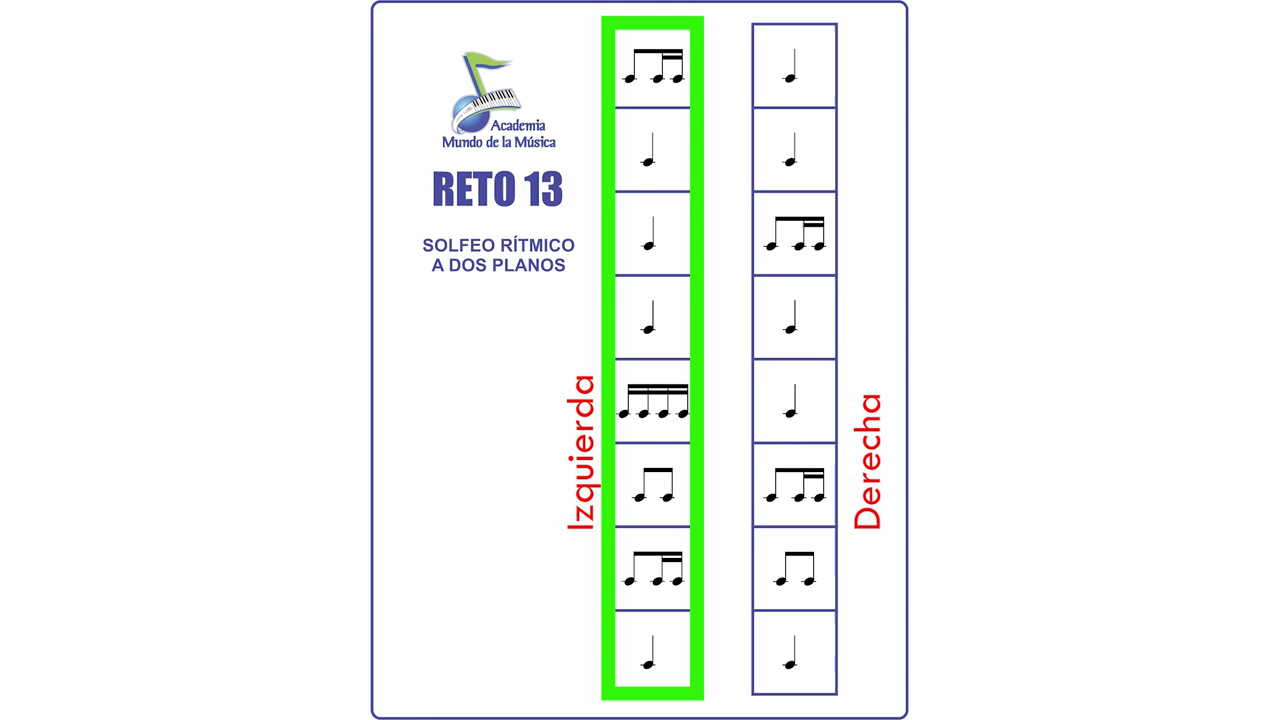 Academia
Mundo de la Música
RETO 13
SOLFEO RÍTMICO
A DOS PLANOS
Izquierda
Derecha